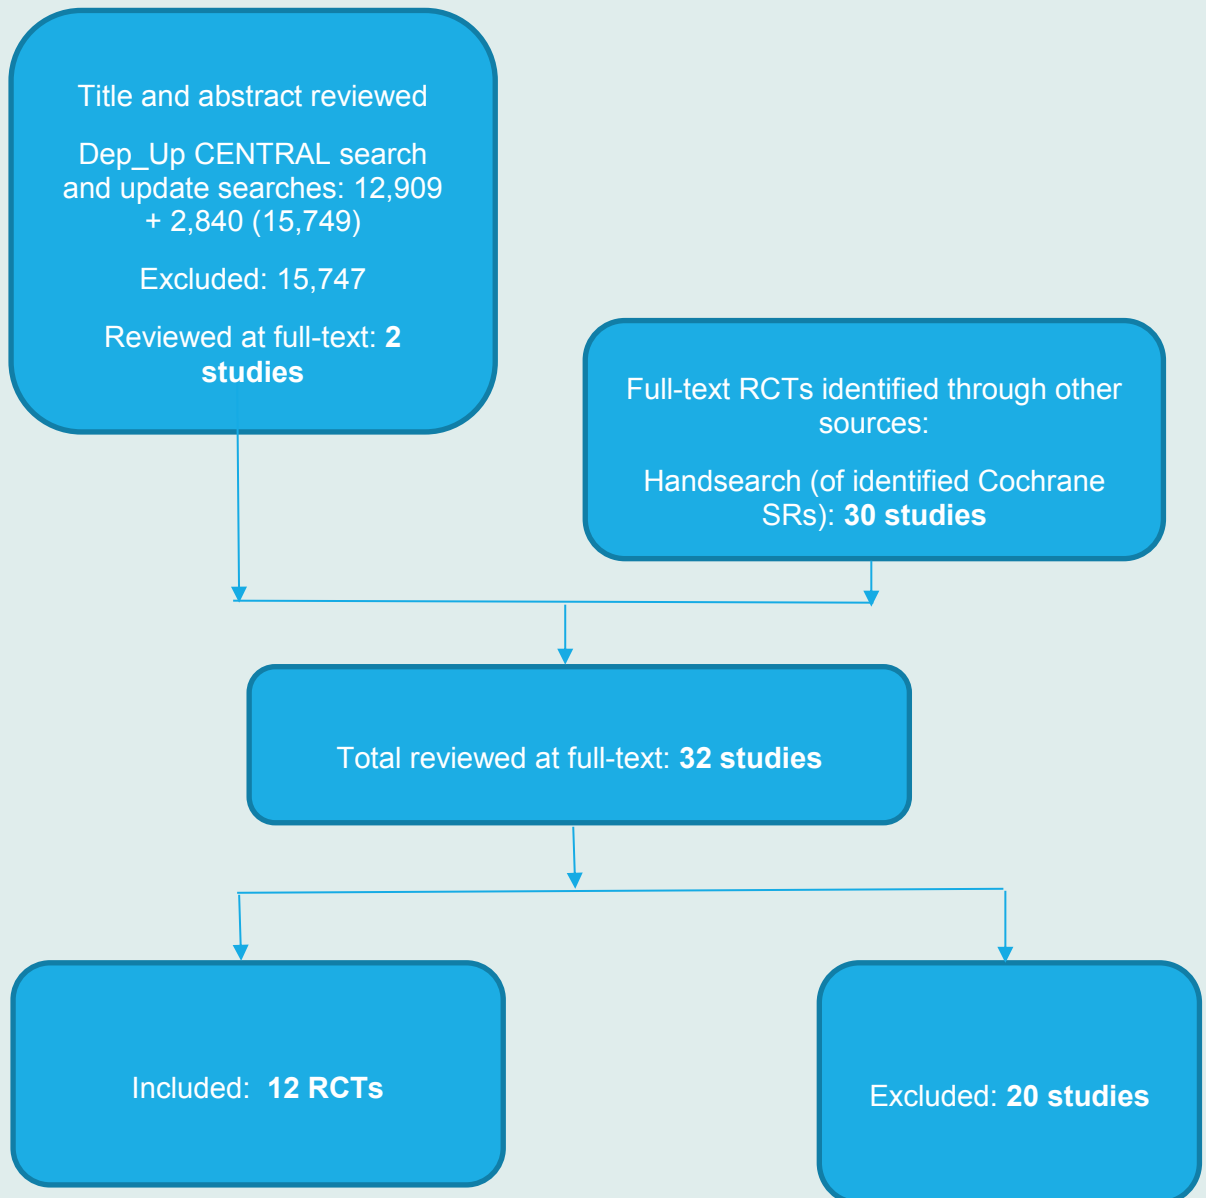 Title and abstract reviewed
Dep_Up CENTRAL search
and update searches: 12,909
+ 2,840 (15,749)
Excluded: 15,747
Reviewed at full-text: 2
studies
Full-text RCTs identified through other
sources:
Handsearch (of identified Cochrane
SRs): 30 studies
Total reviewed at full-text: 32 studies
Included: 12 RCTs
Excluded: 20 studies